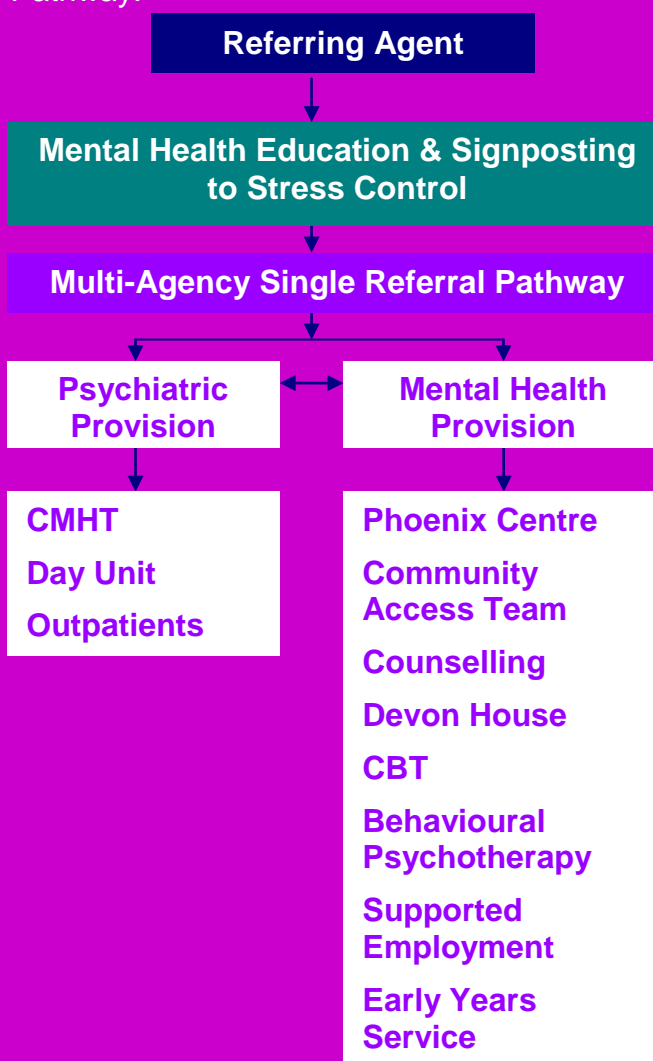 Pathway.
Referring Agent
Mental Health Education & Signposting
to Stress Control
Multi-Agency Single Referral Pathway
Psychiatric
Provision
Mental Health
Provision
CMHT
Day Unit
Outpatients
Phoenix Centre
Community
Access Team
Counselling
Devon House
CBT
Behavioural
Psychotherapy
Supported
Employment
Early Years
Service